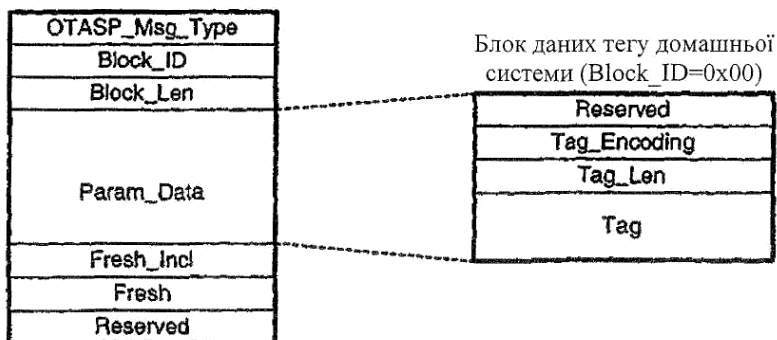 OTASP_Msg_Type
Block_ID
Block_Len
Param_Data
Fresh_Incl
Fresh
Reserved
Блок даних тегу домашньої
системи (Block_ID=0x00)
Reserved
Tag_Encoding
Tag_Len
Tag